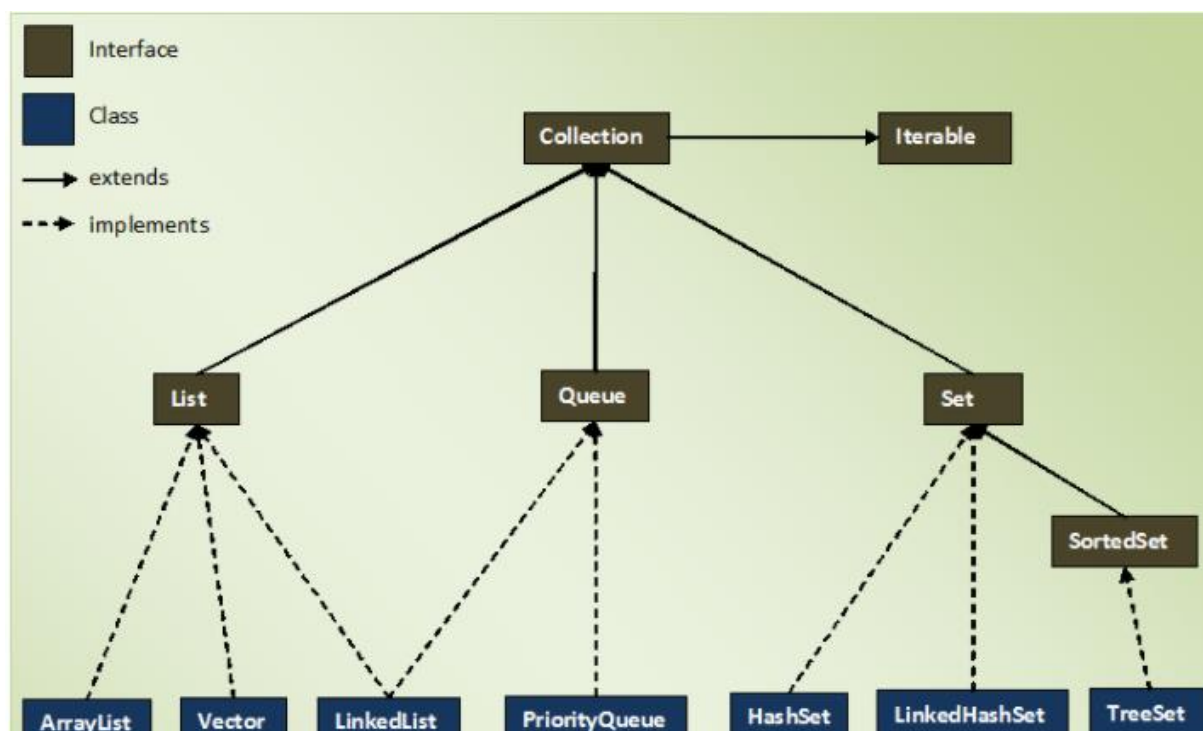 Interface
Class
extends
implements
Collection
Iterable
List
Queue
Set
SortedSet
ArrayList
Vector
LinkedList
PriorityQueue
HashSet
LinkedHashSet
TreeSet